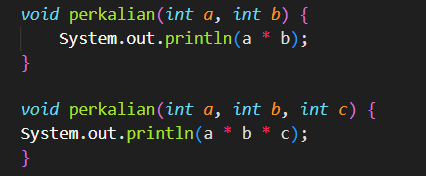 void perkalian(int a, int b) {
    System.out.println(a * b);
}

void perkalian(int a, int b, int c) {
System.out.println(a * b * c);
}